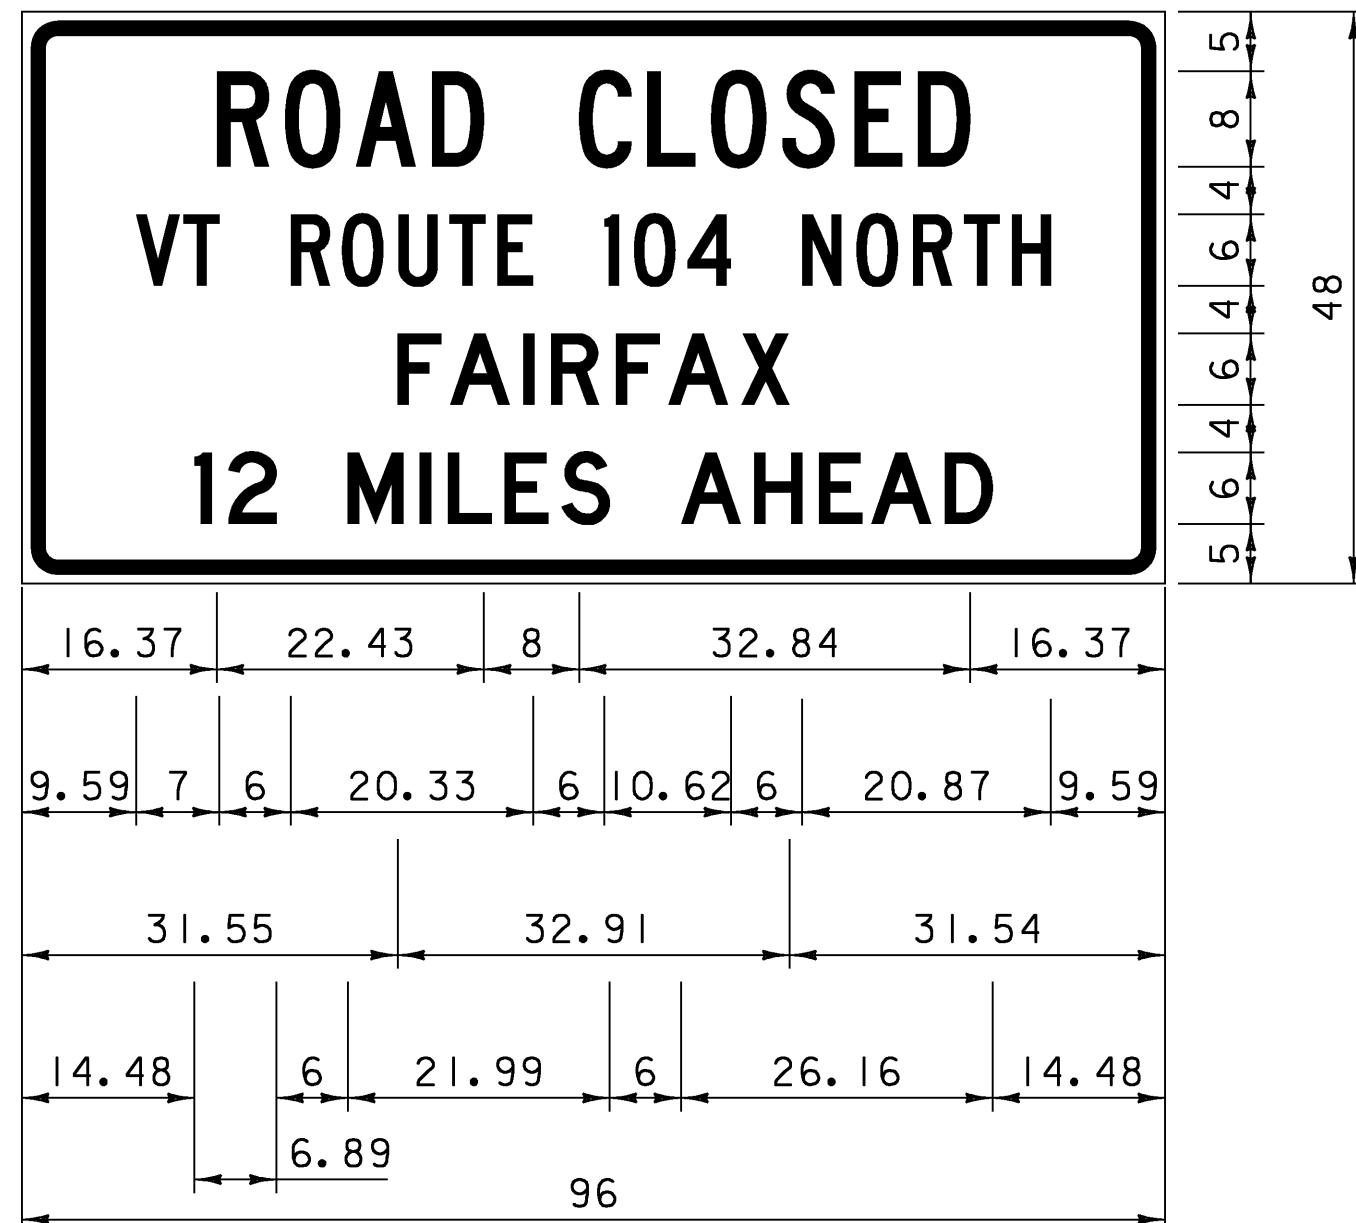 ROAD CLOSED
VT ROUTE 104 NORTH
FAIRFAX
12 MILES AHEAD
5
8
4
6
4
6
4
6
5
48
16.37 22.43 8 32.84 16.37
9.59 7 6 20.33 6 10.62 6 20.87 9.59
31.55 32.91 31.54
14.48 6 21.99 6 26.16 14.48
6.89
96